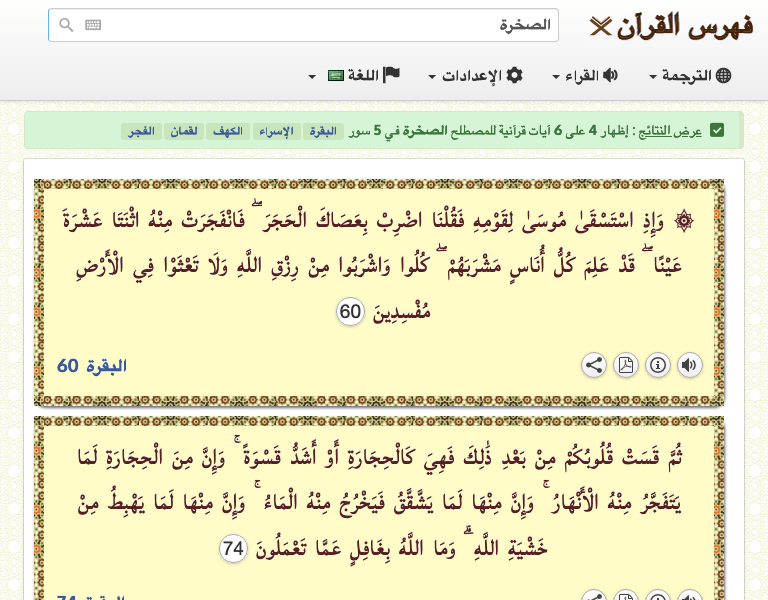 فهرس القرآن
الصخرة
الترجمة
القراء
الإعدادات
اللغة
عرض النتائج : إظهار 4 على 6 آيات قرآنية للمصطلح الصخرة في 5 سور البقرة الإسراء الكهف لقمان الفجر
۞ وَإِذِ اسْتَسْقَىٰ مُوسَىٰ لِقَوْمِهِ فَقُلْنَا اضْرِبْ بِعَصَاكَ الْحَجَرَ ۖ فَانْفَجَرَتْ مِنْهُ اثْنَتَا عَشْرَةَ
عَيْنًا ۖ قَدْ عَلِمَ كُلُّ أُنَاسٍ مَشْرَبَهُمْ ۖ كُلُوا وَاشْرَبُوا مِنْ رِزْقِ اللَّهِ وَلَا تَعْثَوْا فِي الْأَرْضِ
مُفْسِدِينَ 60
البقرة 60
ثُمَّ قَسَتْ قُلُوبُكُمْ مِنْ بَعْدِ ذَٰلِكَ فَهِيَ كَالْحِجَارَةِ أَوْ أَشَدُّ قَسْوَةً ۚ وَإِنَّ مِنَ الْحِجَارَةِ لَمَا
يَتَفَجَّرُ مِنْهُ الْأَنْهَارُ ۚ وَإِنَّ مِنْهَا لَمَا يَشَّقَّقُ فَيَخْرُجُ مِنْهُ الْمَاءُ ۚ وَإِنَّ مِنْهَا لَمَا يَهْبِطُ مِنْ
خَشْيَةِ اللَّهِ ۗ وَمَا اللَّهُ بِغَافِلٍ عَمَّا تَعْمَلُونَ 74